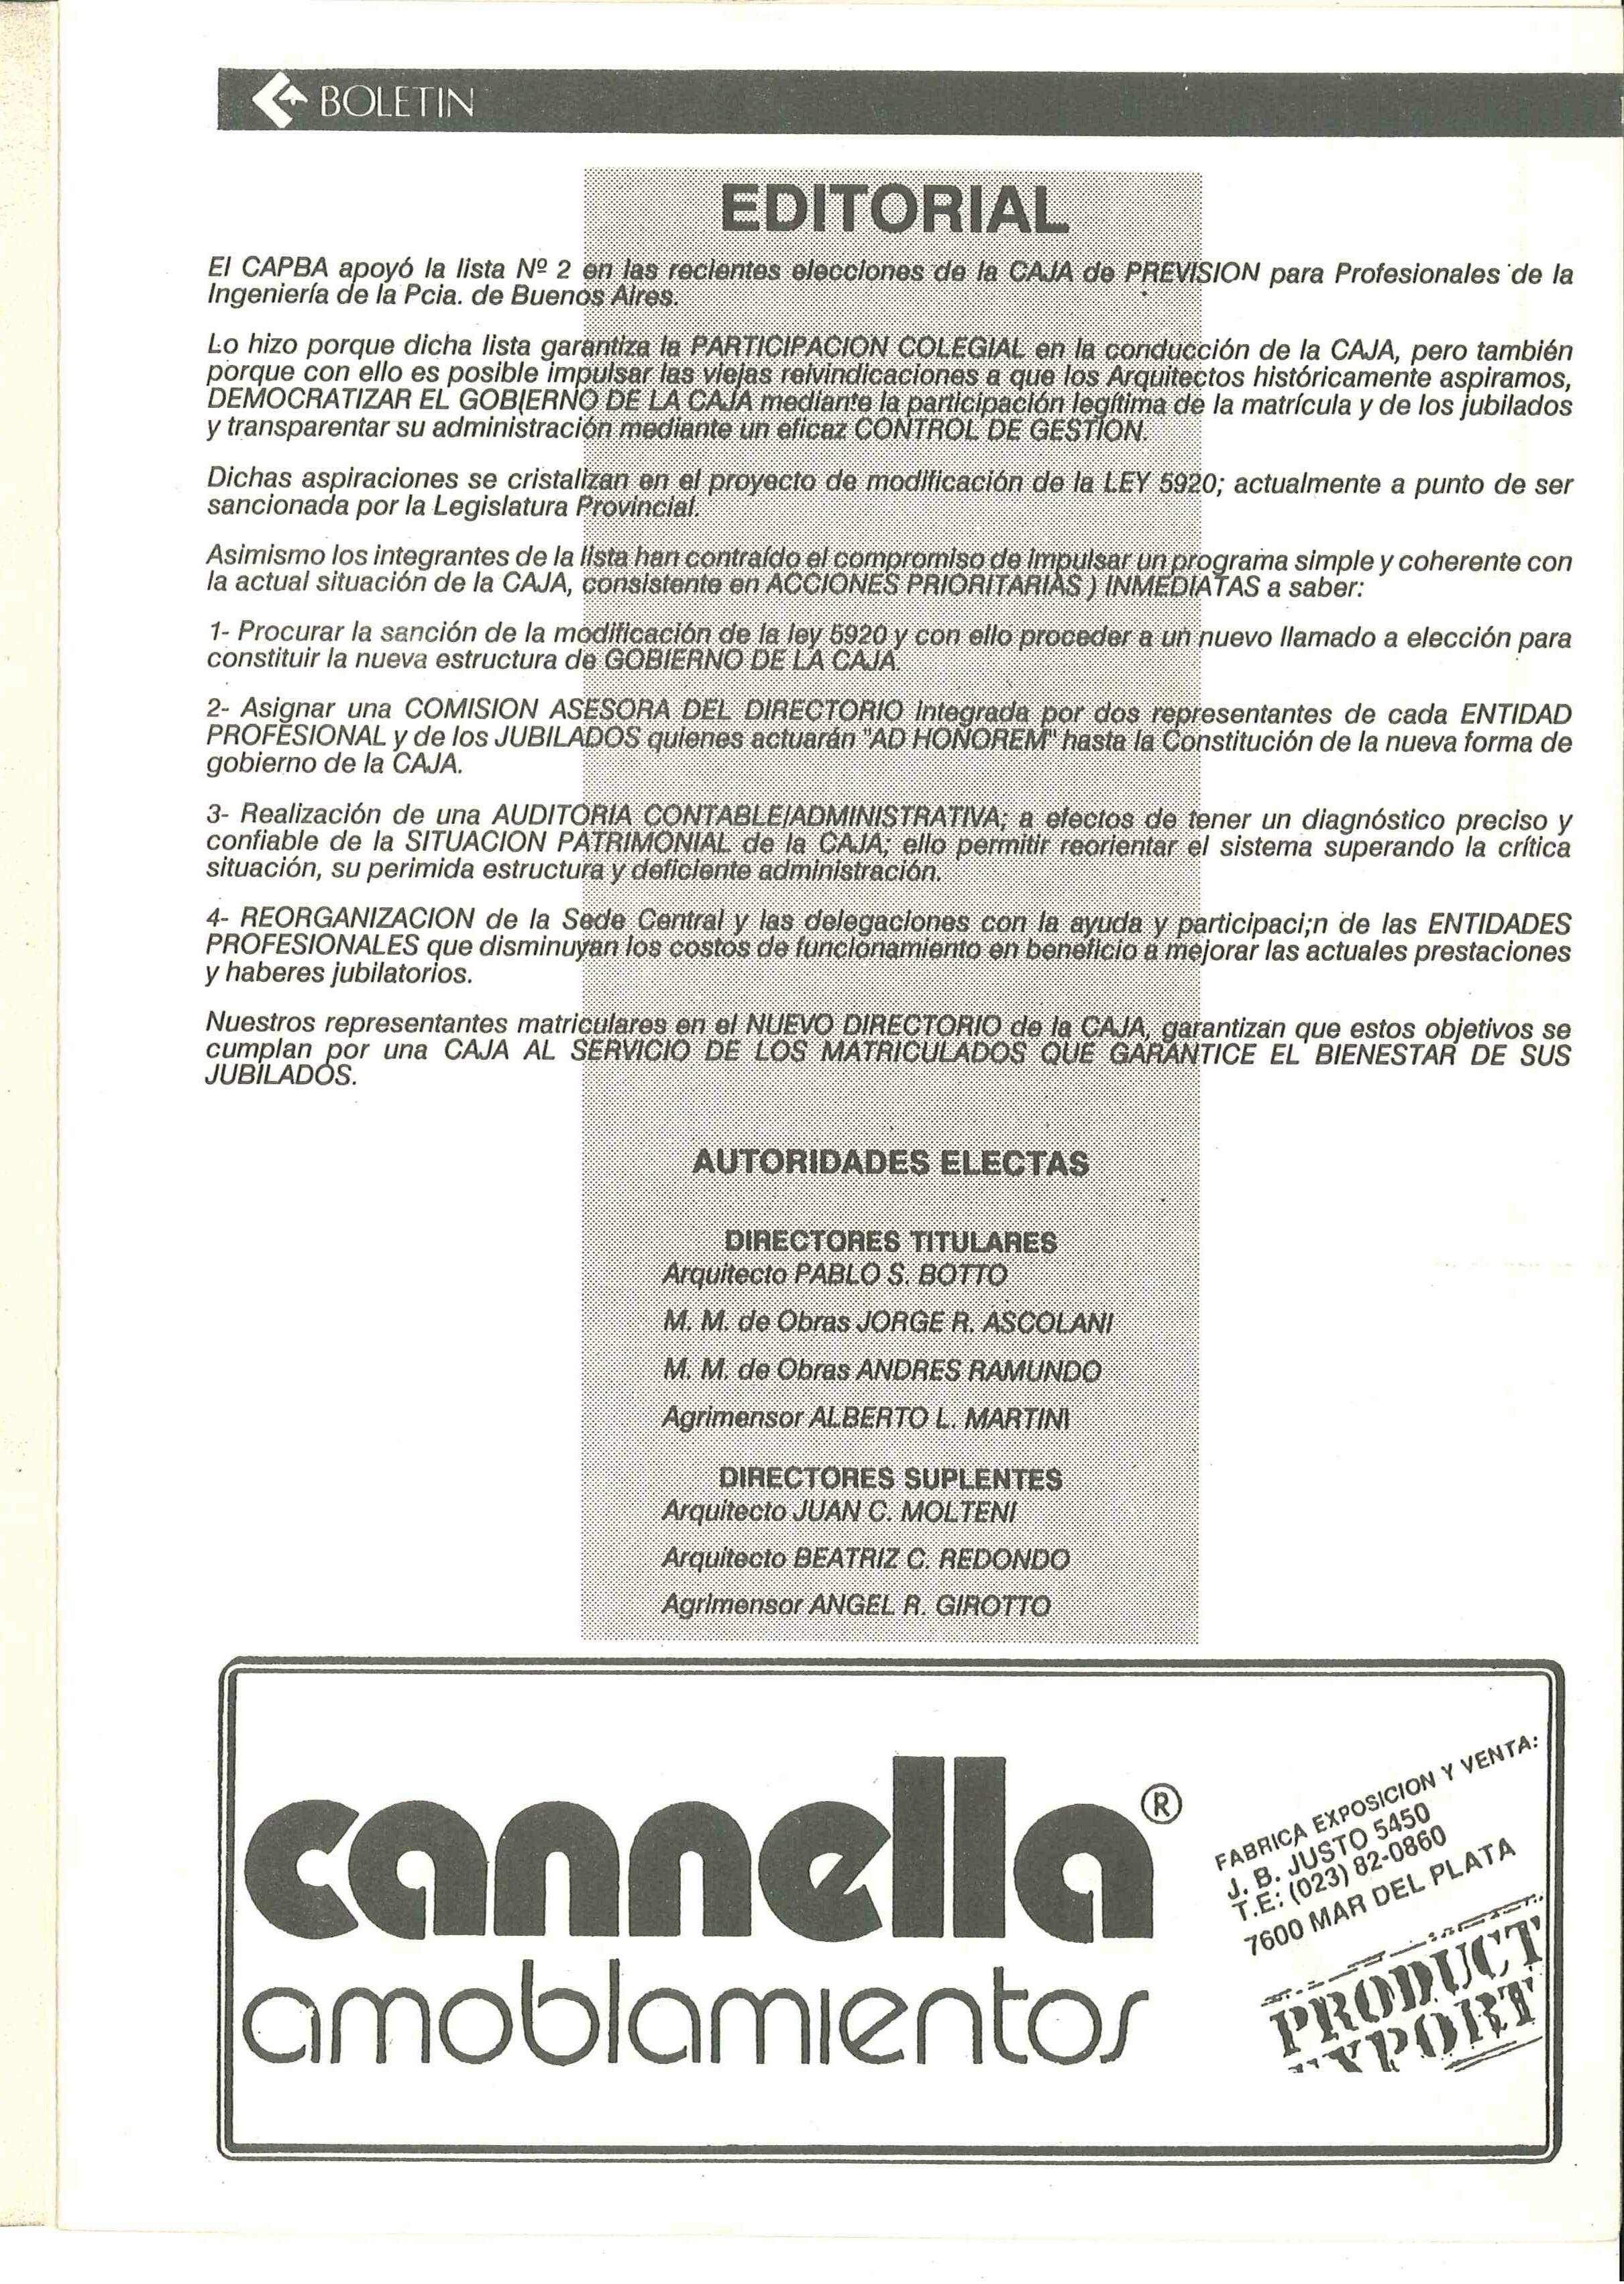 BOLETIN
EDITORIAL
El CAPBA apoyó la lista Nº 2 en las recientes elecciones de la CAJA de PREVISION para Profesionales de la
Ingeniería de la Pcia. de Buenos Aires.
Lo hizo porque dicha lista garantiza la PARTICIPACION COLEGIAL en la conducción de la CAJA, pero también
porque con ello es posible impulsar las viejas reivindicaciones a que los Arquitectos históricamente aspiramos,
DEMOCRATIZAR EL GOBIERNO DE LA CAJA mediante la participación legítima de la matrícula y de los jubilados
y transparentar su administración mediante un eficaz CONTROL DE GESTION.
Dichas aspiraciones se cristalizan en el proyecto de modificación de la LEY 5920; actualmente a punto de ser
sancionada por la Legislatura Provincial.
Asimismo los integrantes de la lista han contraído el compromiso de impulsar un programa simple y coherente con
la actual situación de la CAJA, consistente en ACCIONES PRIORITARIAS ) INMEDIATAS a saber:
1- Procurar la sanción de la modificación de la ley 5920 y con ello proceder a un nuevo llamado a elección para
constituir la nueva estructura de GOBIERNO DE LA CAJA.
2- Asignar una COMISION ASESORA DEL DIRECTORIO integrada por dos representantes de cada ENTIDAD
PROFESIONAL y de los JUBILADOS quienes actuarán "AD HONOREM" hasta la Constitución de la nueva forma de
gobierno de la CAJA.
3- Realización de una AUDITORIA CONTABLE/ADMINISTRATIVA; a efectos de tener un diagnóstico preciso y
confiable de la SITUACION PATRIMONIAL de la CAJA; ello permitir reorientar el sistema superando la crítica
situación, su perimida estructura y deficiente administración.
4- REORGANIZACION de la Sede Central y las delegaciones con la ayuda y participaci;n de las ENTIDADES
PROFESIONALES que disminuyan los costos de funcionamiento en beneficio a mejorar las actuales prestaciones
y haberes jubilatorios.
Nuestros representantes matriculares en el NUEVO DIRECTORIO de la CAJA, garantizan que estos objetivos se
cumplan por una CAJA AL SERVICIO DE LOS MATRICULADOS QUE GARANTICE EL BIENESTAR DE SUS
JUBILADOS.
AUTORIDADES ELECTAS
DIRECTORES TITULARES
Arquitecto PABLO S. BOTTO
M. M. de Obras JORGE R. ASCOLANI
M. M. de Obras ANDRES RAMUNDO
Agrimensor ALBERTO L. MARTINI
DIRECTORES SUPLENTES
Arquitecto JUAN C. MOLTENI
Arquitecto BEATRIZ C. REDONDO
Agrimensor ANGEL R. GIROTTO
cannella ®
amoblamientos
FABRICA EXPOSICION Y VENTA:
J. B. JUSTO 5450
T.E: (023) 82-0860
7600 MAR DEL PLATA
PRODUCT
EXPORT